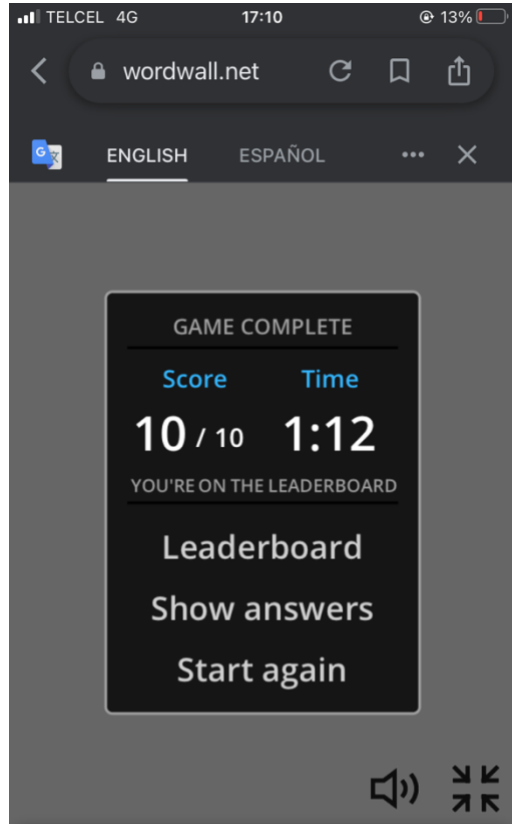 TELCEL 4G 17:10 13%
wordwall.net
G 文 ENGLISH ESPAÑOL
GAME COMPLETE
Score Time
10 / 10 1:12
YOU'RE ON THE LEADERBOARD
Leaderboard
Show answers
Start again